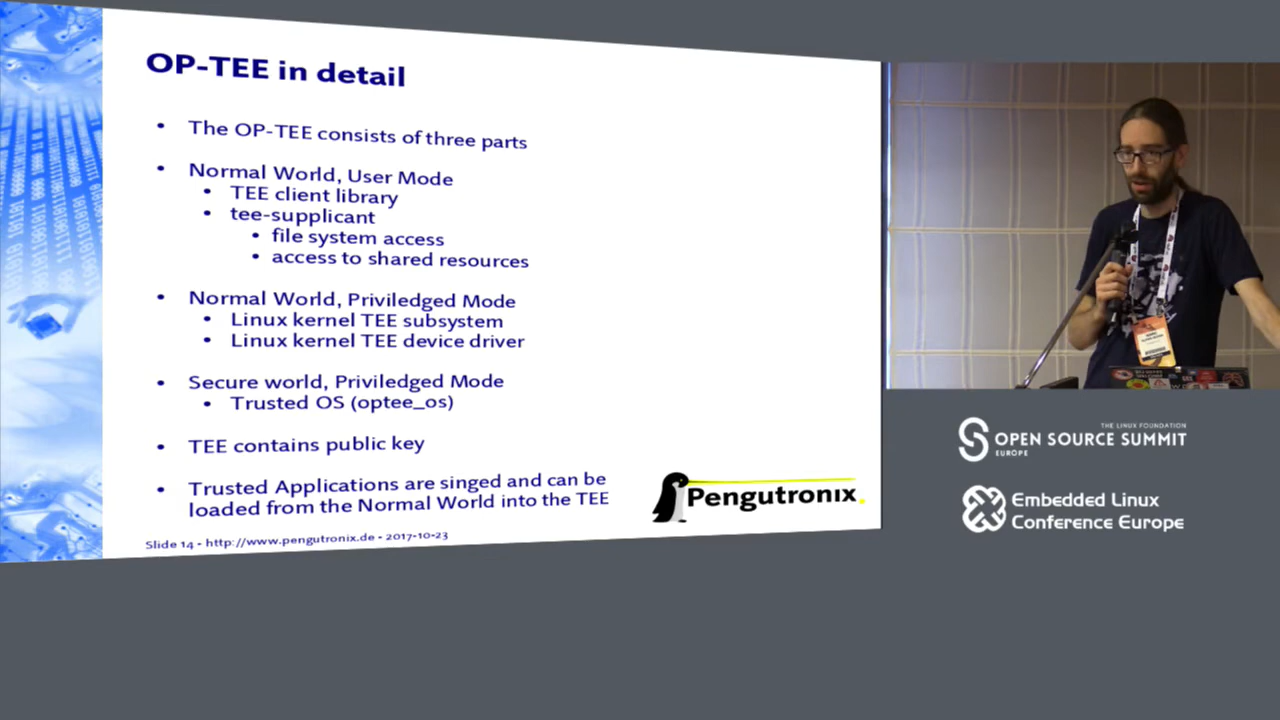 OP-TEE in detail
• The OP-TEE consists of three parts
• Normal World, User Mode
• TEE client library
• tee-supplicant
• file system access
• access to shared resources
• Normal World, Priviledged Mode
• Linux kernel TEE subsystem
• Linux kernel TEE device driver
• Secure world, Priviledged Mode
• Trusted OS (optee_os)
• TEE contains public key
• Trusted Applications are singed and can be
loaded from the Normal World into the TEE
Pengutronix.
Slide 14 - http://www.pengutronix.de - 2017-10-23
THE LINUX FOUNDATION
OPEN SOURCE SUMMIT
EUROPE
Embedded Linux
Conference Europe